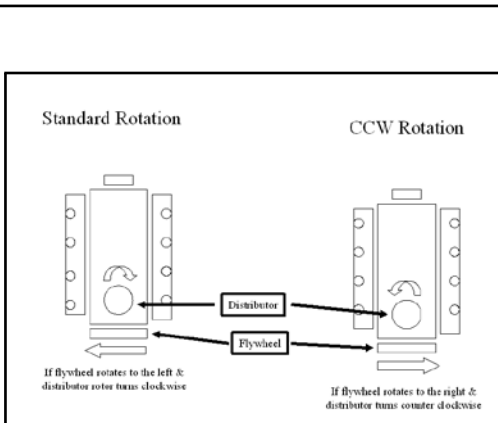 Standard Rotation
CCW Rotation
Distributor
Flywheel
If flywheel rotates to the left &
distributor rotor turns clockwise
If flywheel rotates to the right &
distributor turns counter clockwise